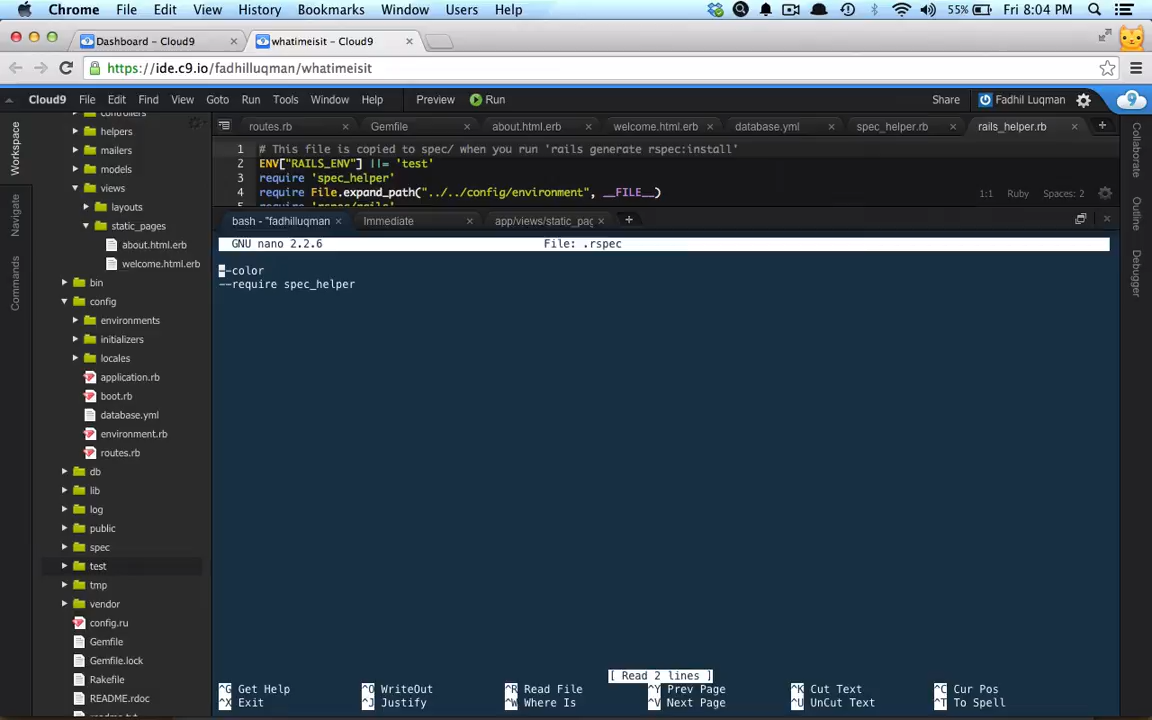 Chrome File Edit View History Bookmarks Window Users Help 55% Fri 8:04 PM
Dashboard - Cloud9 whatimeisit - Cloud9
https://ide.c9.io/fadhilluqman/whatimeisit
Cloud9 File Edit Find View Goto Run Tools Window Help Preview Run Share Fadhil Luqman
routes.rb Gemfile about.html.erb welcome.html.erb database.yml spec_helper.rb rails_helper.rb
1 # This file is copied to spec/ when you run 'rails generate rspec:install'
2 ENV["RAILS_ENV"] ||= 'test'
3 require 'spec_helper'
4 require File.expand_path("../../config/environment", __FILE__)
1:1 Ruby Spaces: 2
bash - "fadhilluqman Immediate app/views/static_pag
GNU nano 2.2.6 File: .rspec
--color
--require spec_helper
[ Read 2 lines ]
^G Get Help ^O WriteOut ^R Read File ^Y Prev Page ^K Cut Text ^C Cur Pos
^X Exit ^J Justify ^W Where Is ^V Next Page ^U UnCut Text ^T To Spell
Workspace
Navigate
Commands
controllers
helpers
mailers
models
views
layouts
static_pages
about.html.erb
welcome.html.erb
bin
config
environments
initializers
locales
application.rb
boot.rb
database.yml
environment.rb
routes.rb
db
lib
log
public
spec
test
tmp
vendor
config.ru
Gemfile
Gemfile.lock
Rakefile
README.rdoc
Collaborate
Outline
Debugger